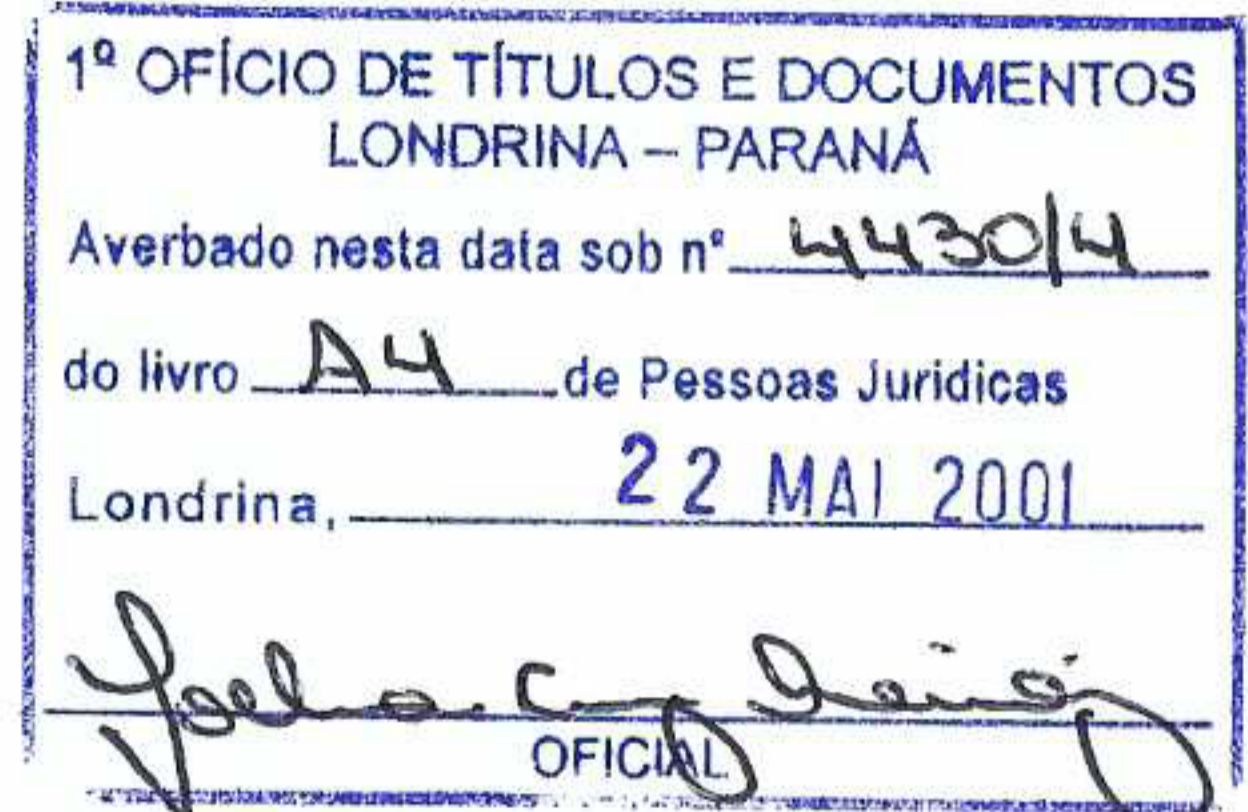 1º OFÍCIO DE TÍTULOS E DOCUMENTOS
LONDRINA – PARANÁ
Averbado nesta data sob nº 4430/4
do livro A4 de Pessoas Juridicas
Londrina, 22 MAI 2001
OFICIAL